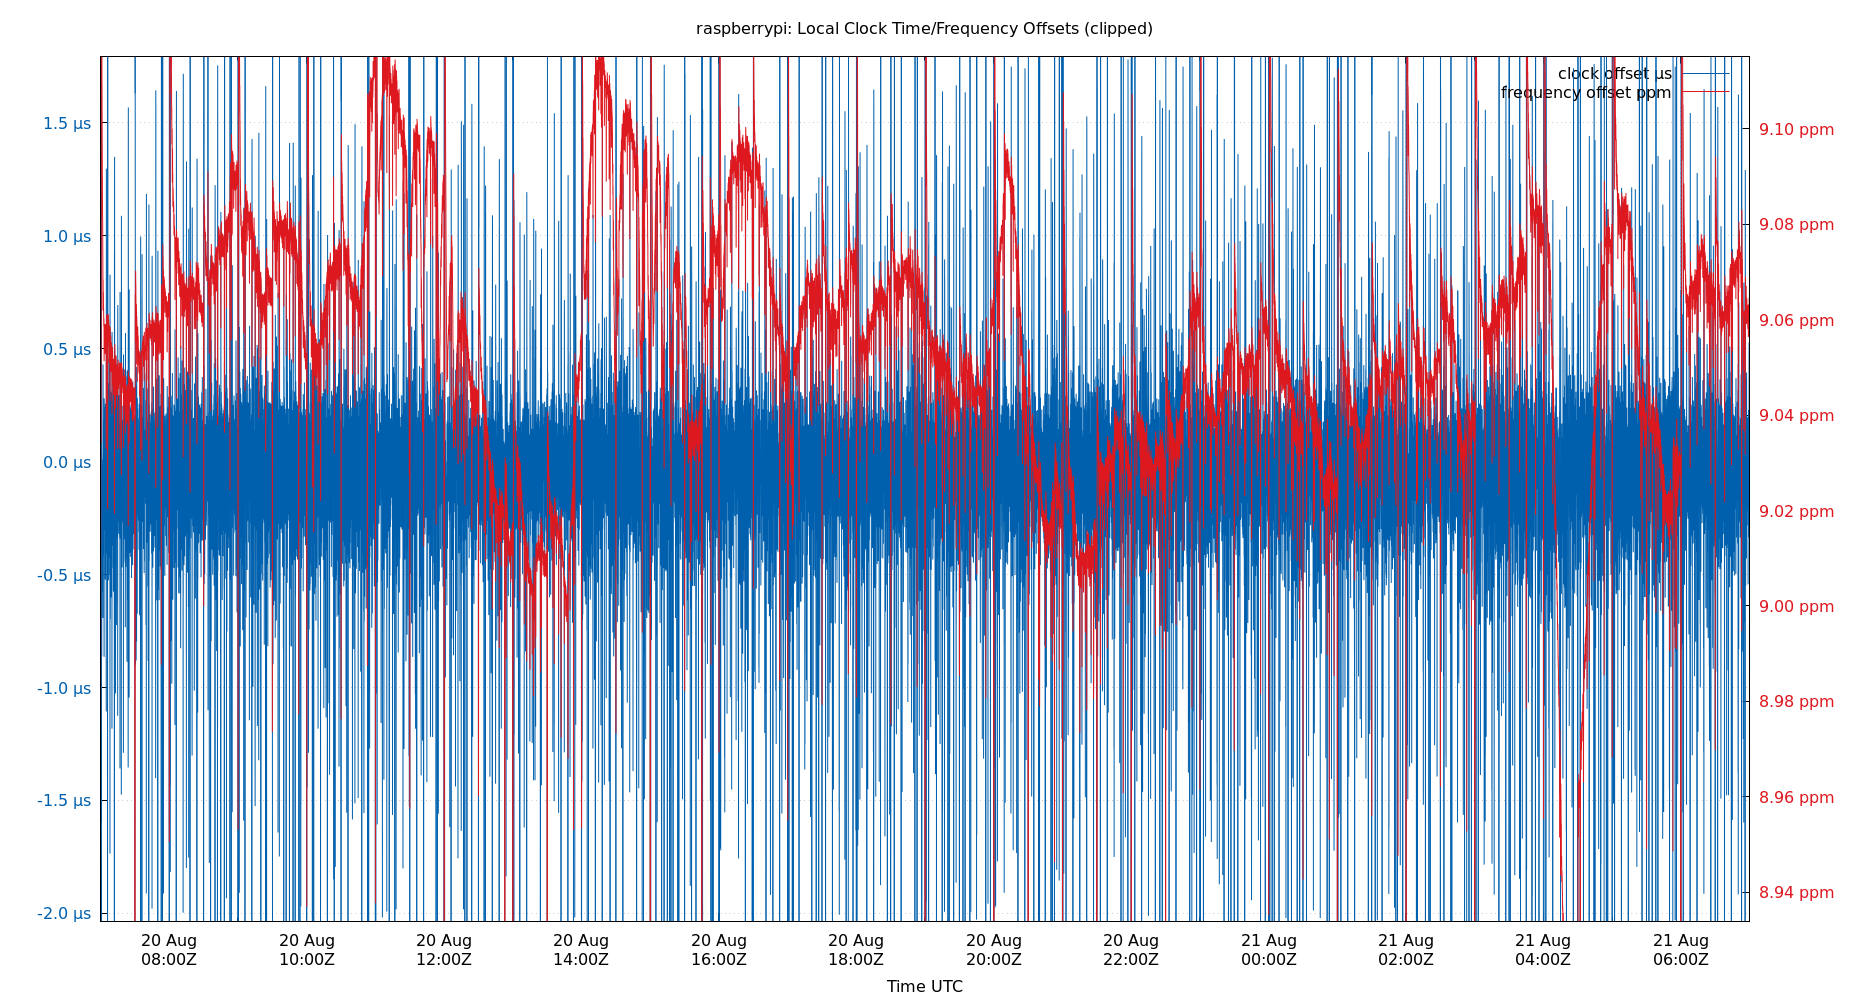 raspberrypi: Local Clock Time/Frequency Offsets (clipped)
clock offset µs
frequency offset ppm
1.5 µs
1.0 µs
0.5 µs
0.0 µs
-0.5 µs
-1.0 µs
-1.5 µs
-2.0 µs
9.10 ppm
9.08 ppm
9.06 ppm
9.04 ppm
9.02 ppm
9.00 ppm
8.98 ppm
8.96 ppm
8.94 ppm
20 Aug 20 Aug 20 Aug 20 Aug 20 Aug 20 Aug 20 Aug 20 Aug 21 Aug 21 Aug 21 Aug 21 Aug
08:00Z 10:00Z 12:00Z 14:00Z 16:00Z 18:00Z 20:00Z 22:00Z 00:00Z 02:00Z 04:00Z 06:00Z
Time UTC